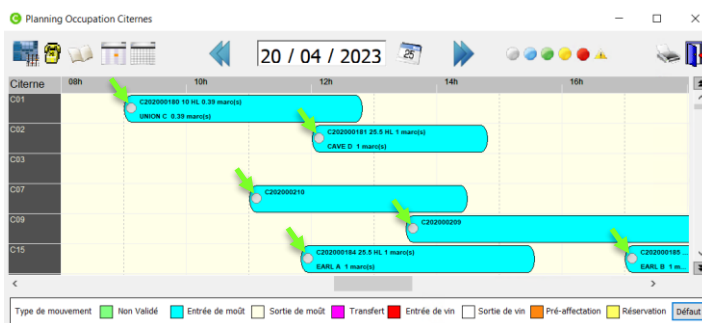 Planning Occupation Citernes
20 / 04 / 2023
25
Citerne 08h 10h 12h 14h 16h
C01
C202000180 10 HL 0.39 marc(s)
UNION C 0.39 marc(s)
C02
C202000181 25.5 HL 1 marc(s)
CAVE D 1 marc(s)
C03
C07
C202000210
C09
C202000209
C15
C202000184 25.5 HL 1 marc(s)
EARL A 1 marc(s)
C202000185 ...
EARL B 1 m...
Type de mouvement Non Validé Entrée de moût Sortie de moût Transfert Entrée de vin Sortie de vin Pré-affectation Réservation Défaut